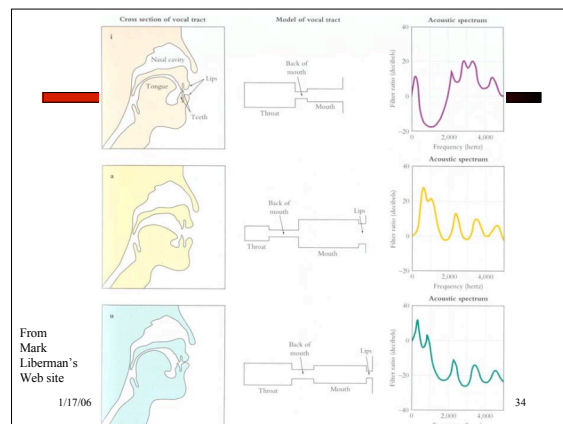 Cross section of vocal tract
Model of vocal tract
Acoustic spectrum
i
Nasal cavity
Tongue
Lips
Teeth
Back of
mouth
Throat
Mouth
Filter ratio (decibels)
20
0
−20
2,000
4,000
Frequency (hertz)
a
Back of
mouth
Lips
Throat
Mouth
Acoustic spectrum
Filter ratio (decibels)
40
20
0
−20
2,000
4,000
Frequency (hertz)
u
Back of
mouth
Lips
Throat
Mouth
Acoustic spectrum
Filter ratio (decibels)
40
20
0
−20
−40
2,000
4,000
From
Mark
Liberman's
Web site
1/17/06
34